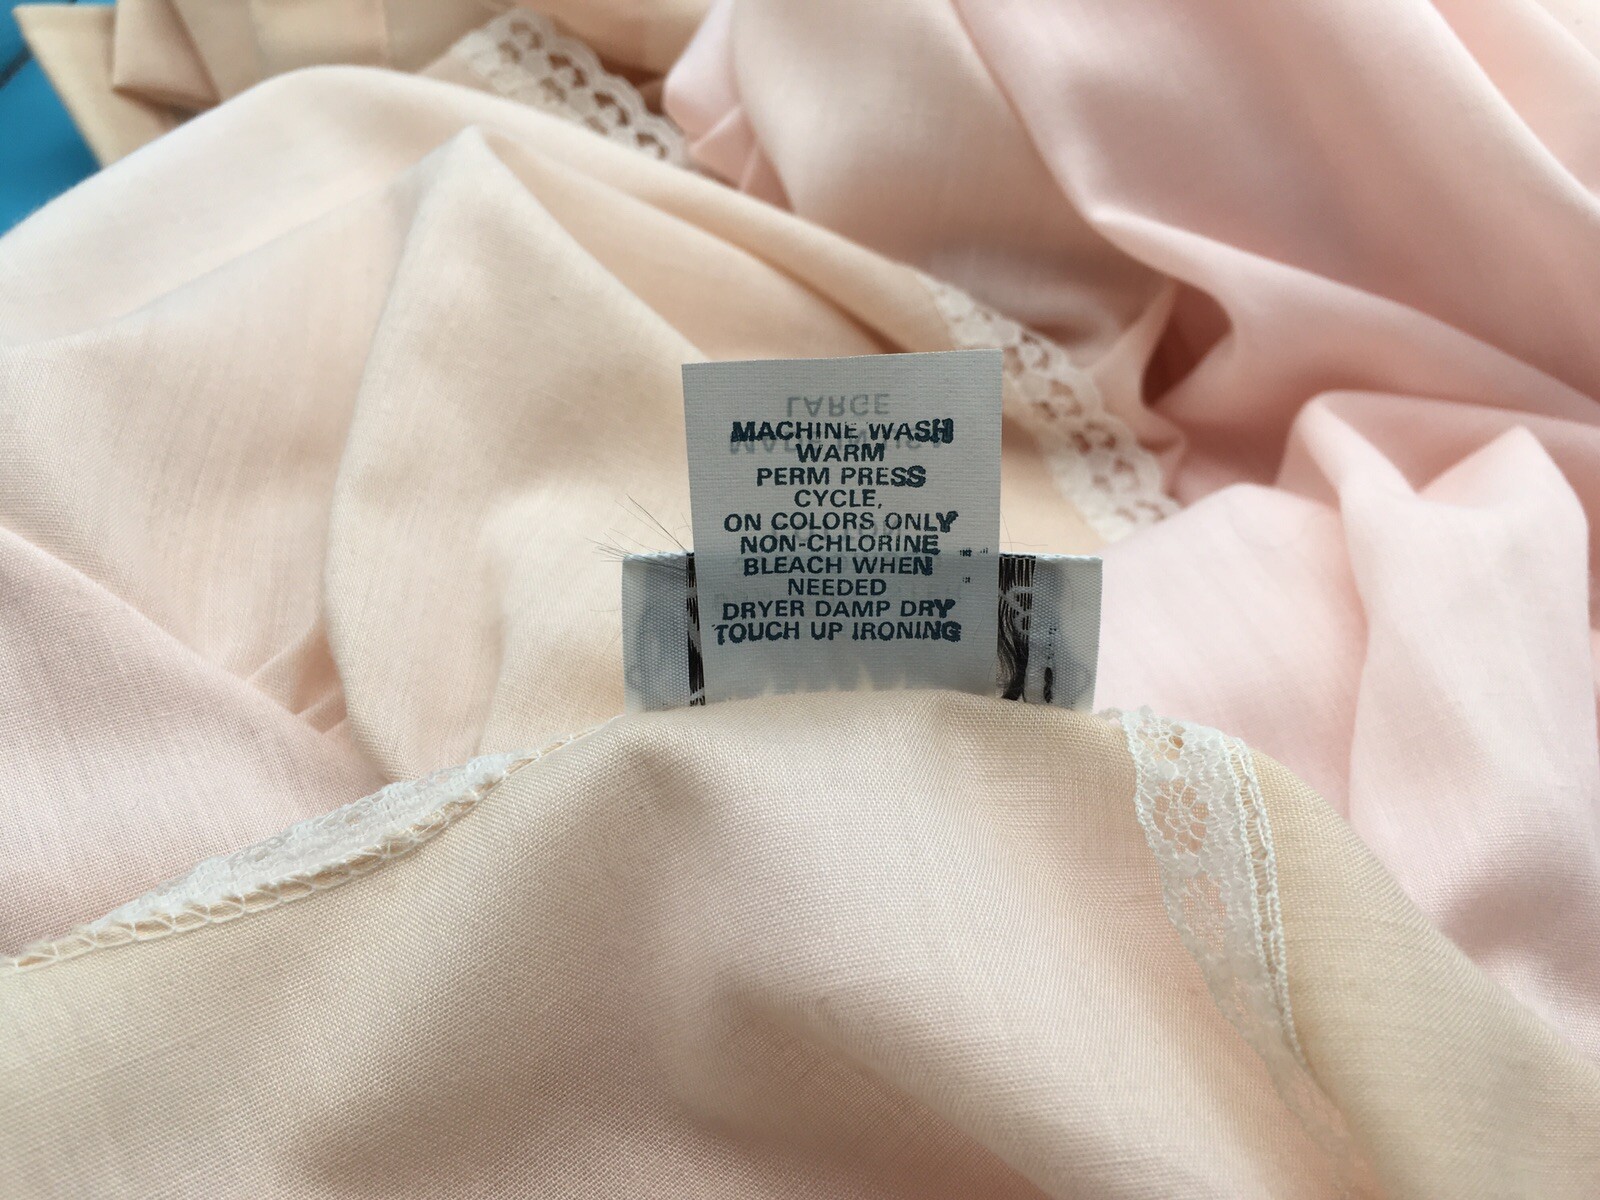 LARGE
MACHINE WASH
WARM
PERM PRESS
CYCLE,
ON COLORS ONLY
NON-CHLORINE
BLEACH WHEN
NEEDED
DRYER DAMP DRY
TOUCH UP IRONING